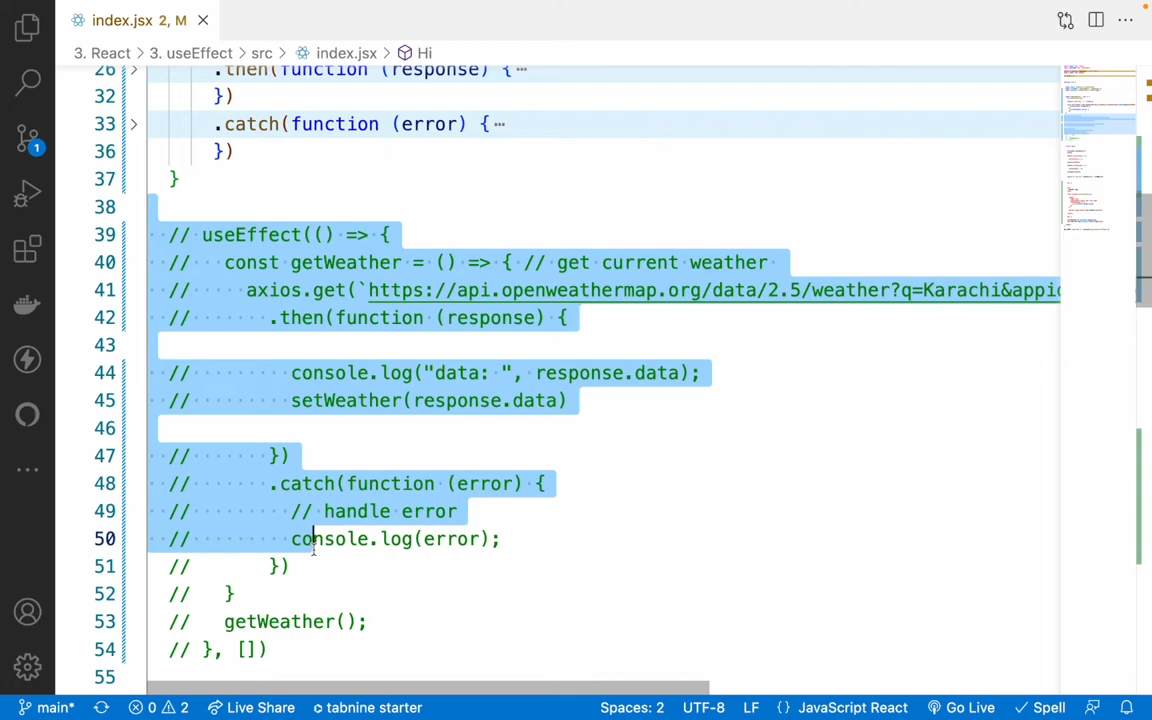 index.jsx 2, M
3. React > 3. useEffect > src > index.jsx > Hi
26 .then(function (response) {…
32 })
33 .catch(function (error) {…
36 })
37 }
38
39 // useEffect(() => {
40 // const getWeather = () => { // get current weather
41 // axios.get(`https://api.openweathermap.org/data/2.5/weather?q=Karachi&appi
42 // .then(function (response) {
43
44 // console.log("data: ", response.data);
45 // setWeather(response.data)
46
47 // })
48 // .catch(function (error) {
49 // // handle error
50 // console.log(error);
51 // })
52 // }
53 // getWeather();
54 // }, [])
55
1
main* 0 2 Live Share tabnine starter Spaces: 2 UTF-8 LF {} JavaScript React Go Live Spell